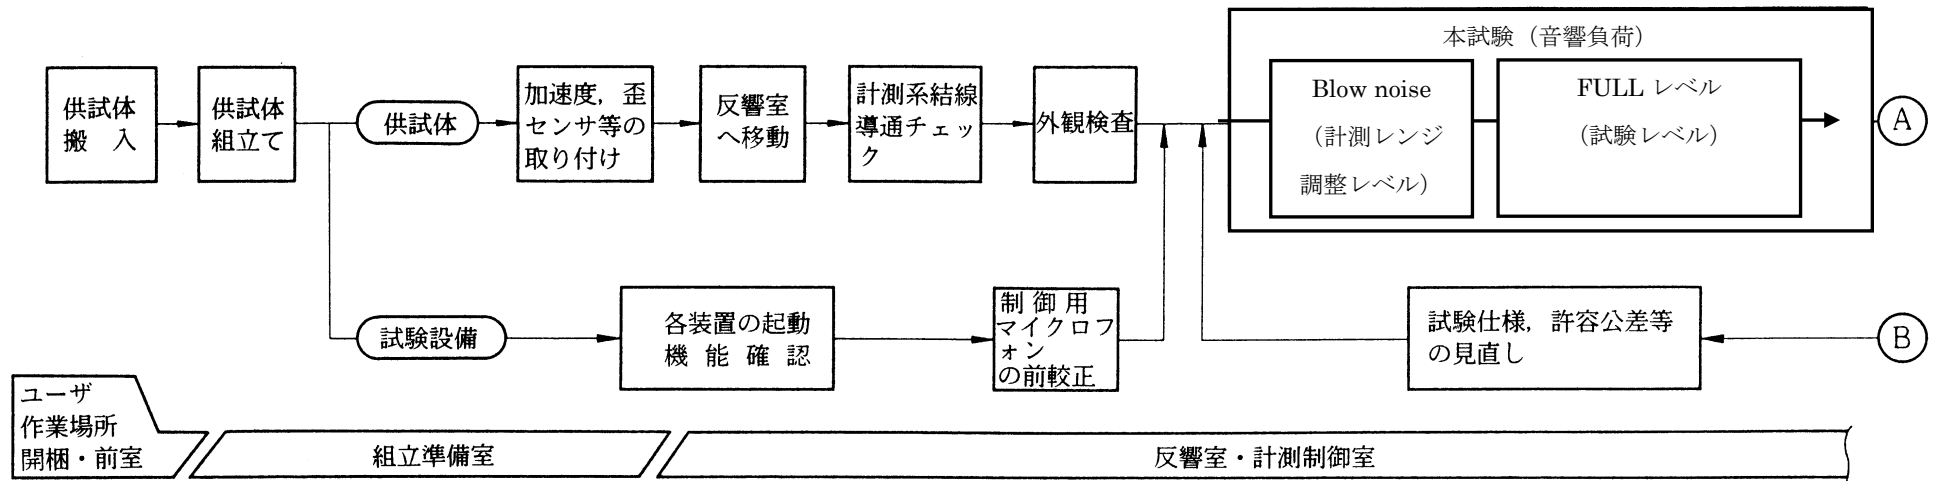 本試験（音響負荷）
供試体
搬 入
供試体
組立て
供試体
加速度，歪
センサ等の
取り付け
反響室
へ移動
計測系結線
導通チェッ
ク
外観検査
Blow noise
（計測レンジ
調整レベル）
FULL レベル
（試験レベル）
A
試験設備
各装置の起動
機 能 確 認
制 御 用
マイクロフ
ォン
の前較正
試験仕様，許容公差等
の見直し
B
ユーザ
作業場所
開梱・前室
組立準備室
反響室・計測制御室